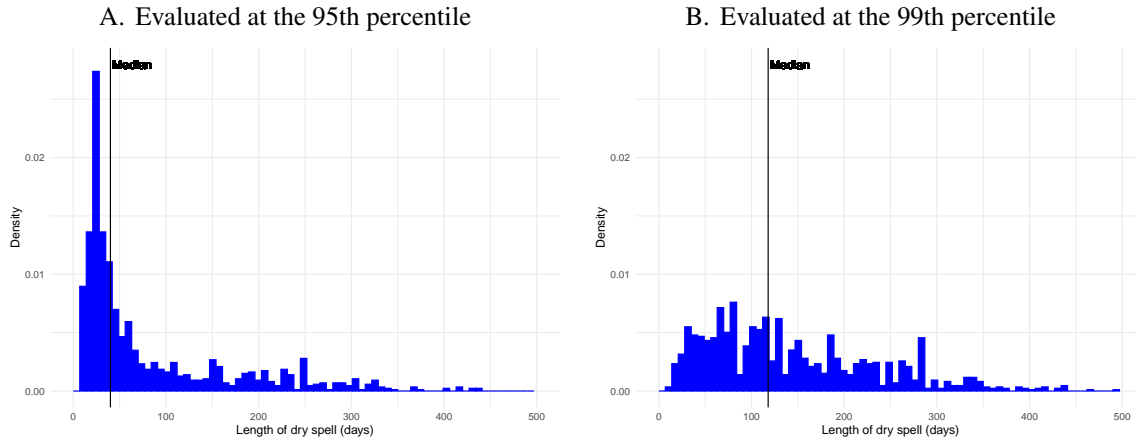 A. Evaluated at the 95th percentile
Median
0.02
0.01
0.00
Density
0 100 200 300 400 500
Length of dry spell (days)
B. Evaluated at the 99th percentile
Median
0.02
0.01
0.00
Density
0 100 200 300 400 500
Length of dry spell (days)